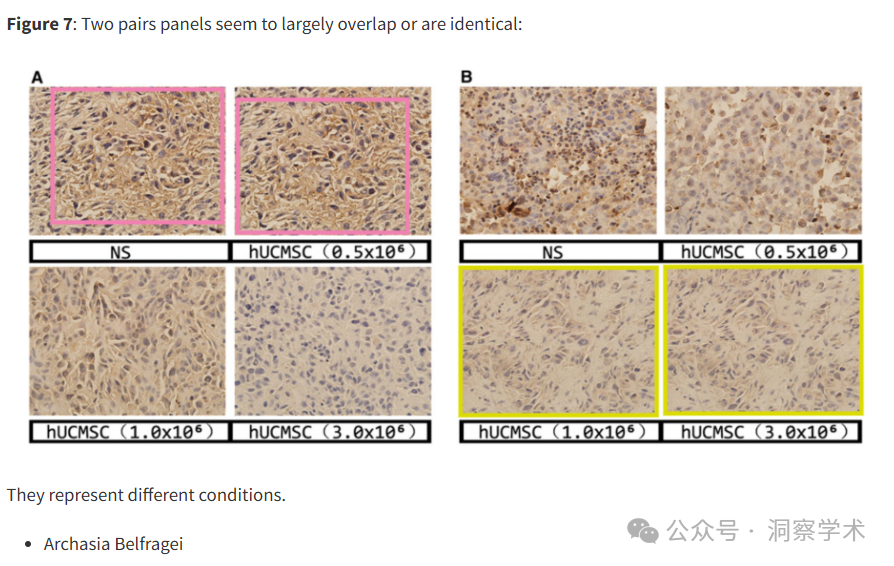 Figure 7: Two pairs panels seem to largely overlap or are identical:
A
B
NS
hUCMSC (0.5x10⁶)
NS
hUCMSC (0.5x10⁶)
hUCMSC (1.0x10⁶)
hUCMSC (3.0x10⁶)
hUCMSC (1.0x10⁶)
hUCMSC (3.0x10⁶)
They represent different conditions.
• Archasia Belfragei
公众号 · 洞察学术